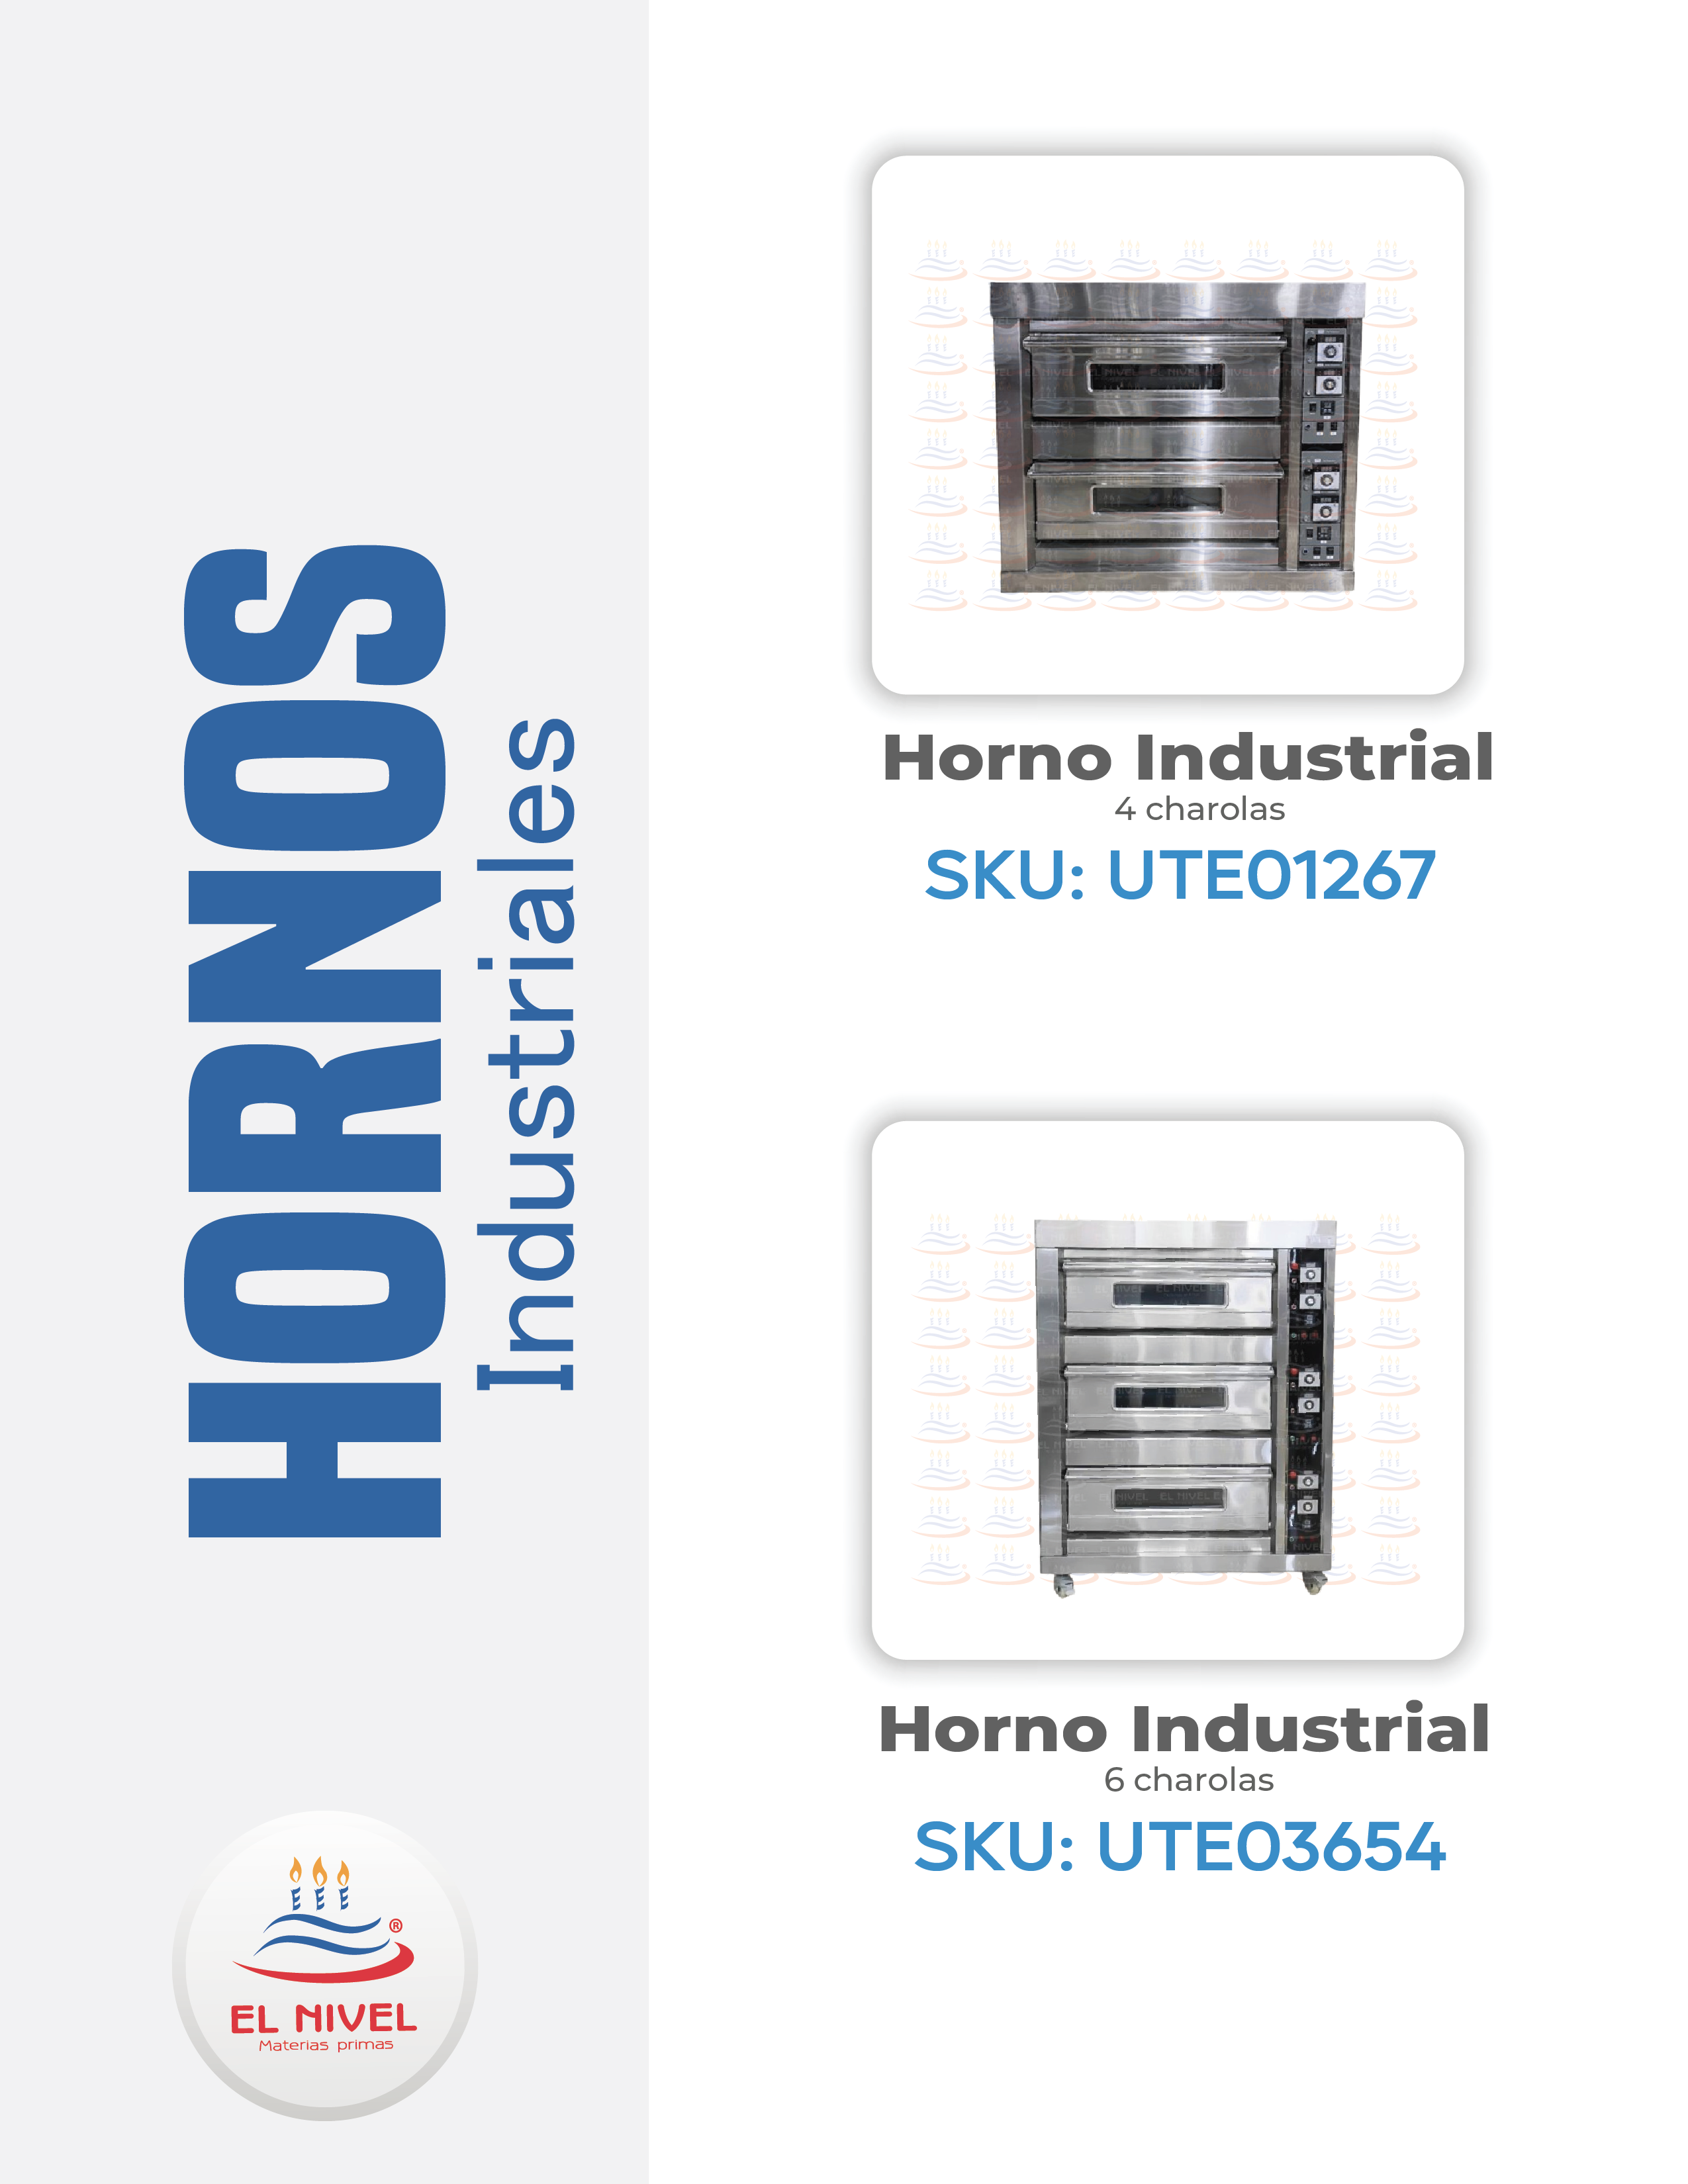 HORNOS
Industriales
Horno Industrial
4 charolas
SKU: UTE01267
Horno Industrial
6 charolas
SKU: UTE03654
®
EL NIVEL
Materias primas